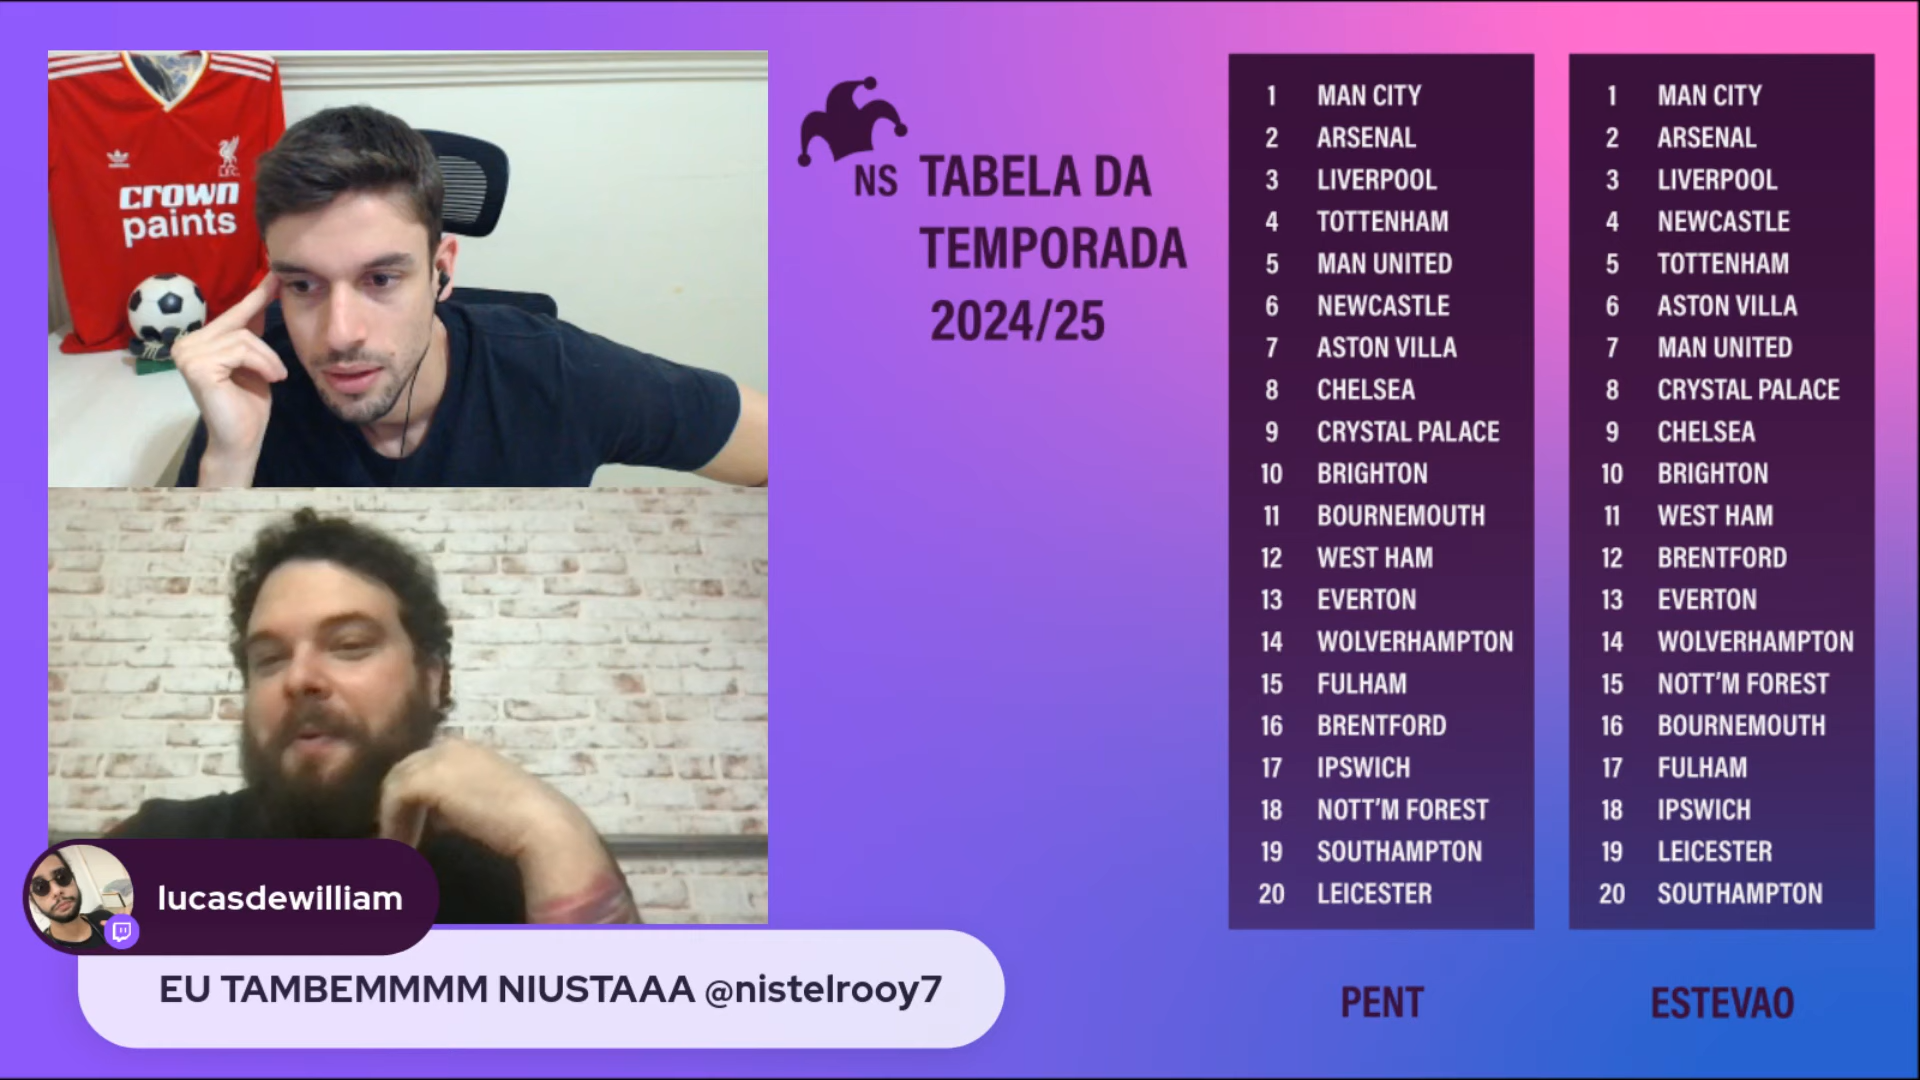 L.F.C.
crown
paints
NS
TABELA DA
TEMPORADA
2024/25
1 MAN CITY
2 ARSENAL
3 LIVERPOOL
4 TOTTENHAM
5 MAN UNITED
6 NEWCASTLE
7 ASTON VILLA
8 CHELSEA
9 CRYSTAL PALACE
10 BRIGHTON
11 BOURNEMOUTH
12 WEST HAM
13 EVERTON
14 WOLVERHAMPTON
15 FULHAM
16 BRENTFORD
17 IPSWICH
18 NOTT'M FOREST
19 SOUTHAMPTON
20 LEICESTER
PENT
1 MAN CITY
2 ARSENAL
3 LIVERPOOL
4 NEWCASTLE
5 TOTTENHAM
6 ASTON VILLA
7 MAN UNITED
8 CRYSTAL PALACE
9 CHELSEA
10 BRIGHTON
11 WEST HAM
12 BRENTFORD
13 EVERTON
14 WOLVERHAMPTON
15 NOTT'M FOREST
16 BOURNEMOUTH
17 FULHAM
18 IPSWICH
19 LEICESTER
20 SOUTHAMPTON
ESTEVAO
lucasdewilliam
EU TAMBEMMMM NIUSTAAA @nistelrooy7